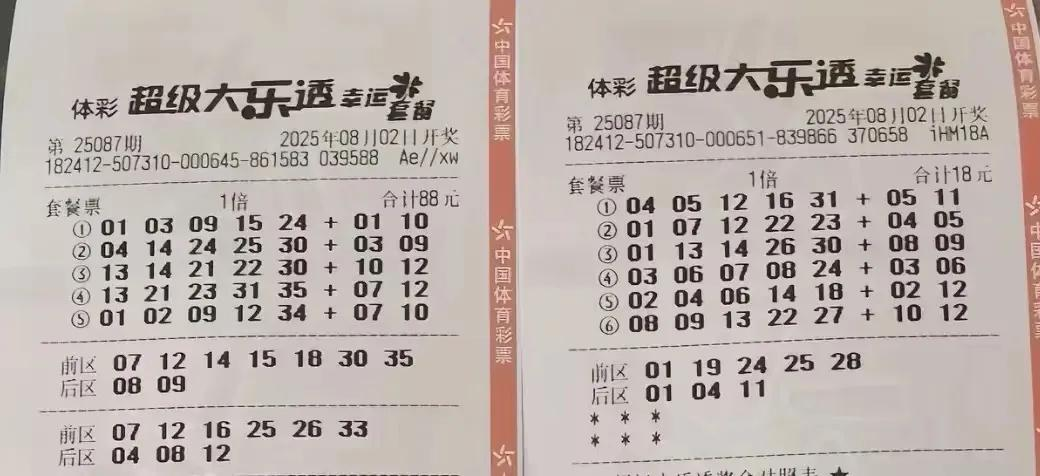 体彩 超级大乐透 幸运套餐
第 25087期 2025年08月02日开奖
182412-507310-000645-861583 039588 Ae//xw
套餐票 1倍 合计88元
① 01 03 09 15 24 + 01 10
② 04 14 24 25 30 + 03 09
③ 13 14 21 22 30 + 10 12
④ 13 21 23 31 35 + 07 12
⑤ 01 02 09 12 34 + 07 10
前区 07 12 14 15 18 30 35
后区 08 09
前区 07 12 16 25 26 33
后区 04 08 12
中国体育彩票
中国体育彩票
体彩 超级大乐透 幸运套餐
第 25087期 2025年08月02日开奖
182412-507310-000651-839866 370658 iHM18A
套餐票 1倍 合计18元
① 04 05 12 16 31 + 05 11
② 01 07 12 22 23 + 04 05
③ 01 13 14 26 30 + 08 09
④ 03 06 07 08 24 + 03 06
⑤ 02 04 06 14 18 + 02 12
⑥ 08 09 13 22 27 + 10 12
前区 01 19 24 25 28
后区 01 04 11
* * *
* * *
中国体育彩票
中国体育彩票